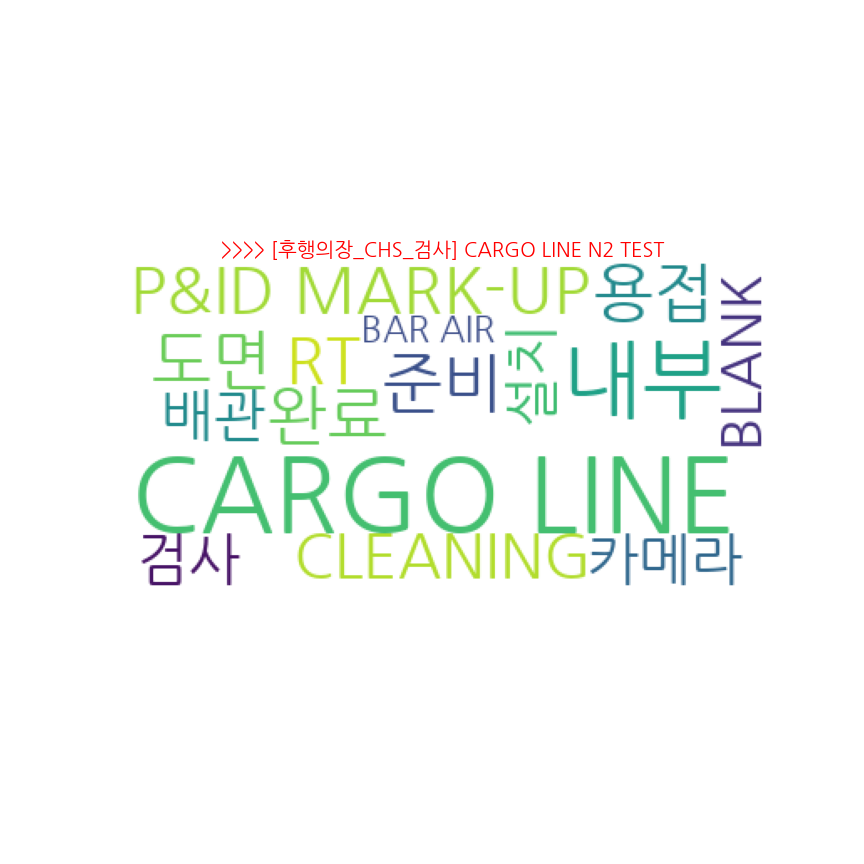 >>>> [후행의장_CHS_검사] CARGO LINE N2 TEST
P&ID MARK-UP
용접
BLANK
BAR AIR
도면
RT
준비
설치
내부
배관
완료
CARGO LINE
검사
CLEANING
카메라